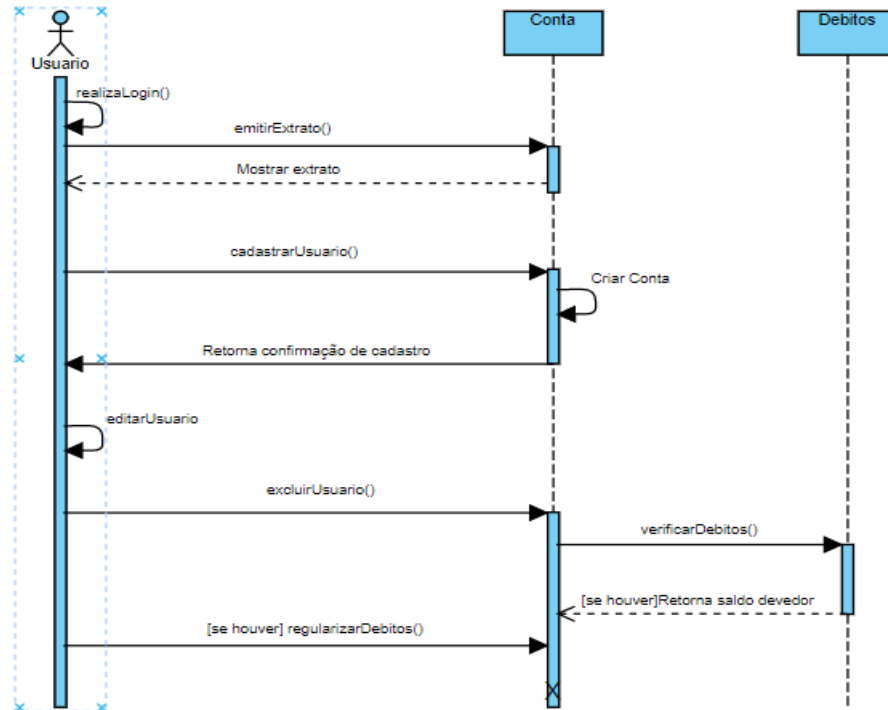 Conta
Debitos
Usuario
realizaLogin()
emitirExtrato()
Mostrar extrato
cadastrarUsuario()
Criar Conta
Retorna confirmação de cadastro
editarUsuario
excluirUsuario()
verificarDebitos()
[se houver]Retorna saldo devedor
[se houver] regularizarDebitos()